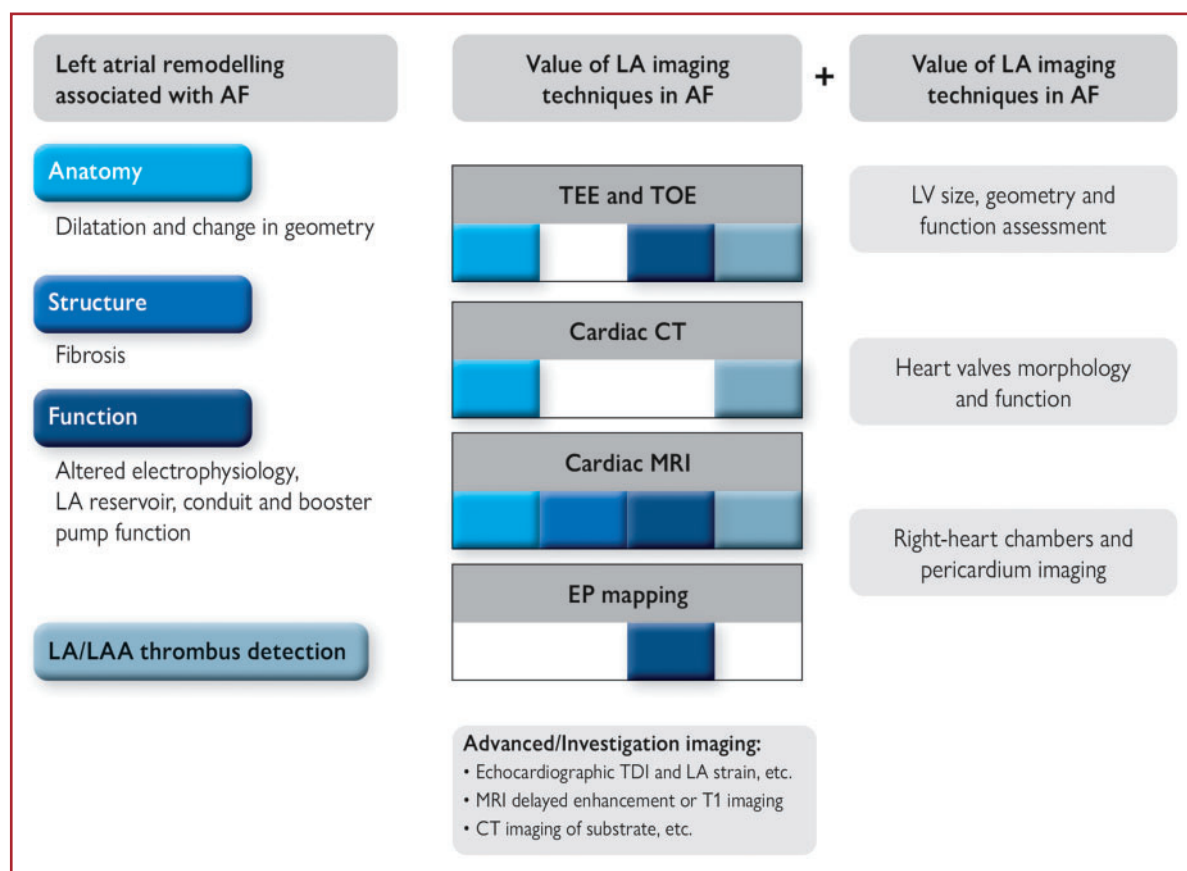 Left atrial remodelling
associated with AF
Value of LA imaging
techniques in AF
+
Value of LA imaging
techniques in AF
Anatomy
Dilatation and change in geometry
Structure
Fibrosis
Function
Altered electrophysiology,
LA reservoir, conduit and booster
pump function
LA/LAA thrombus detection
TEE and TOE
Cardiac CT
Cardiac MRI
EP mapping
Advanced/Investigation imaging:
• Echocardiographic TDI and LA strain, etc.
• MRI delayed enhancement or T1 imaging
• CT imaging of substrate, etc.
LV size, geometry and
function assessment
Heart valves morphology
and function
Right-heart chambers and
pericardium imaging